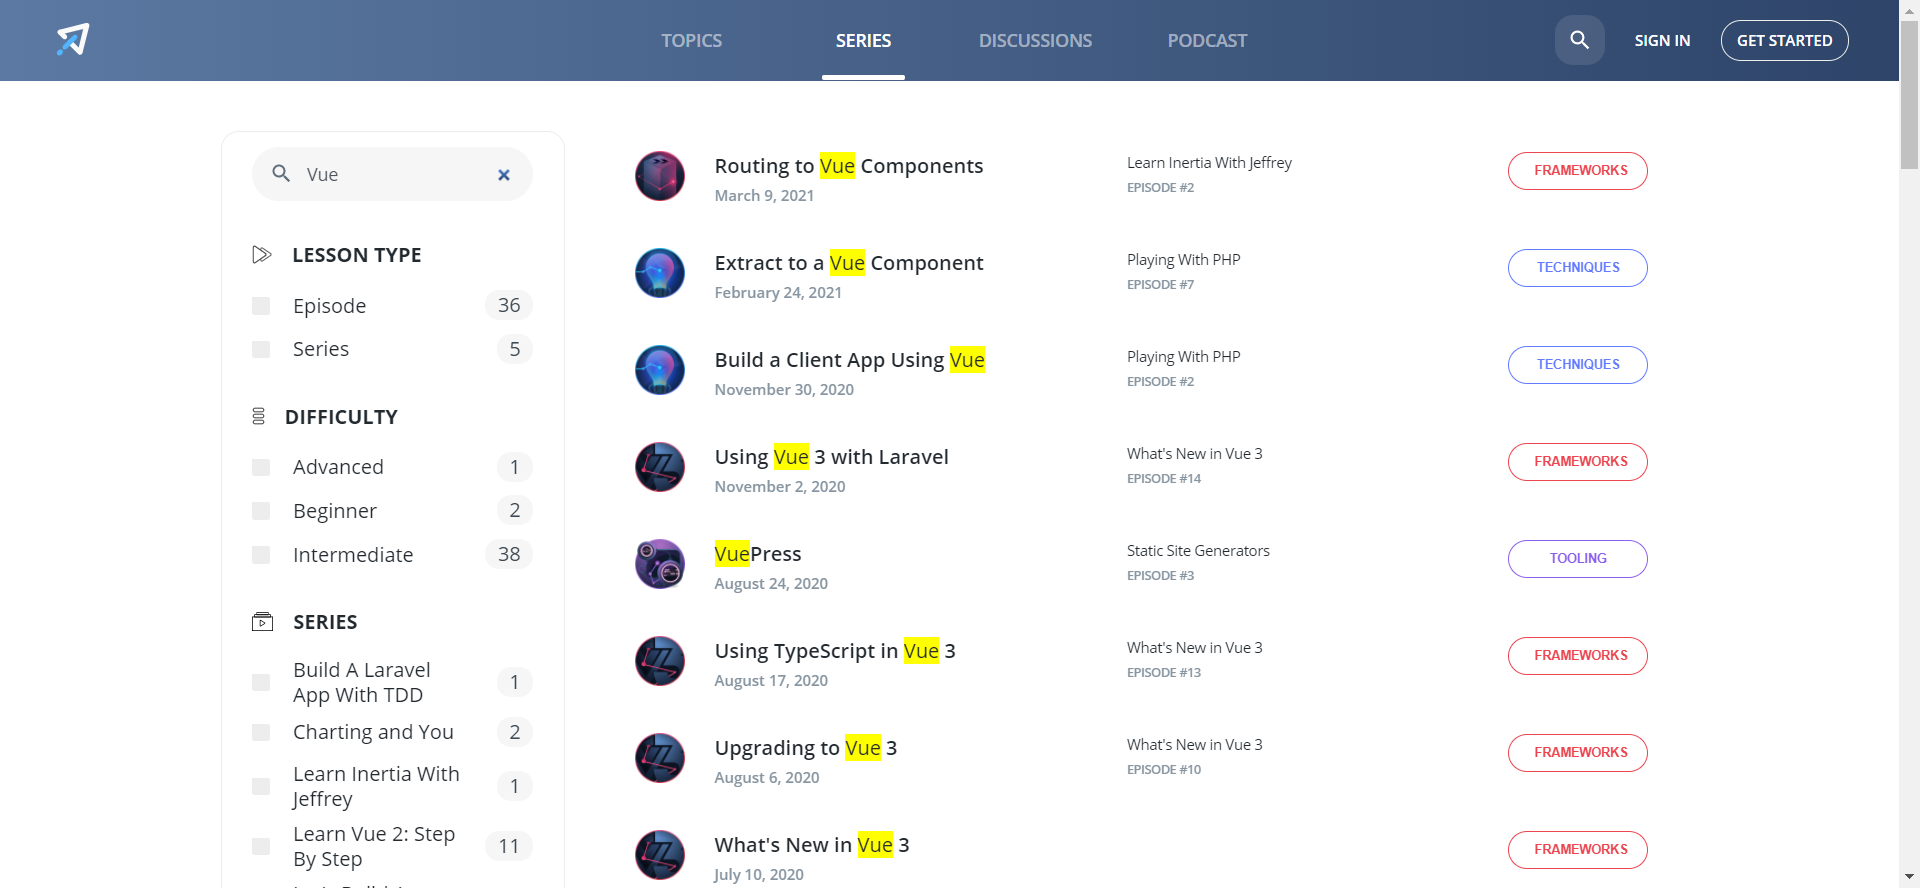 TOPICS
SERIES
DISCUSSIONS
PODCAST
SIGN IN
GET STARTED
Vue
LESSON TYPE
Episode 36
Series 5
DIFFICULTY
Advanced 1
Beginner 2
Intermediate 38
SERIES
Build A Laravel
App With TDD 1
Charting and You 2
Learn Inertia With
Jeffrey 1
Learn Vue 2: Step
By Step 11
Routing to Vue Components
March 9, 2021
Learn Inertia With Jeffrey
EPISODE #2
FRAMEWORKS
Extract to a Vue Component
February 24, 2021
Playing With PHP
EPISODE #7
TECHNIQUES
Build a Client App Using Vue
November 30, 2020
Playing With PHP
EPISODE #2
TECHNIQUES
Using Vue 3 with Laravel
November 2, 2020
What's New in Vue 3
EPISODE #14
FRAMEWORKS
VuePress
August 24, 2020
Static Site Generators
EPISODE #3
TOOLING
Using TypeScript in Vue 3
August 17, 2020
What's New in Vue 3
EPISODE #13
FRAMEWORKS
Upgrading to Vue 3
August 6, 2020
What's New in Vue 3
EPISODE #10
FRAMEWORKS
What's New in Vue 3
July 10, 2020
FRAMEWORKS